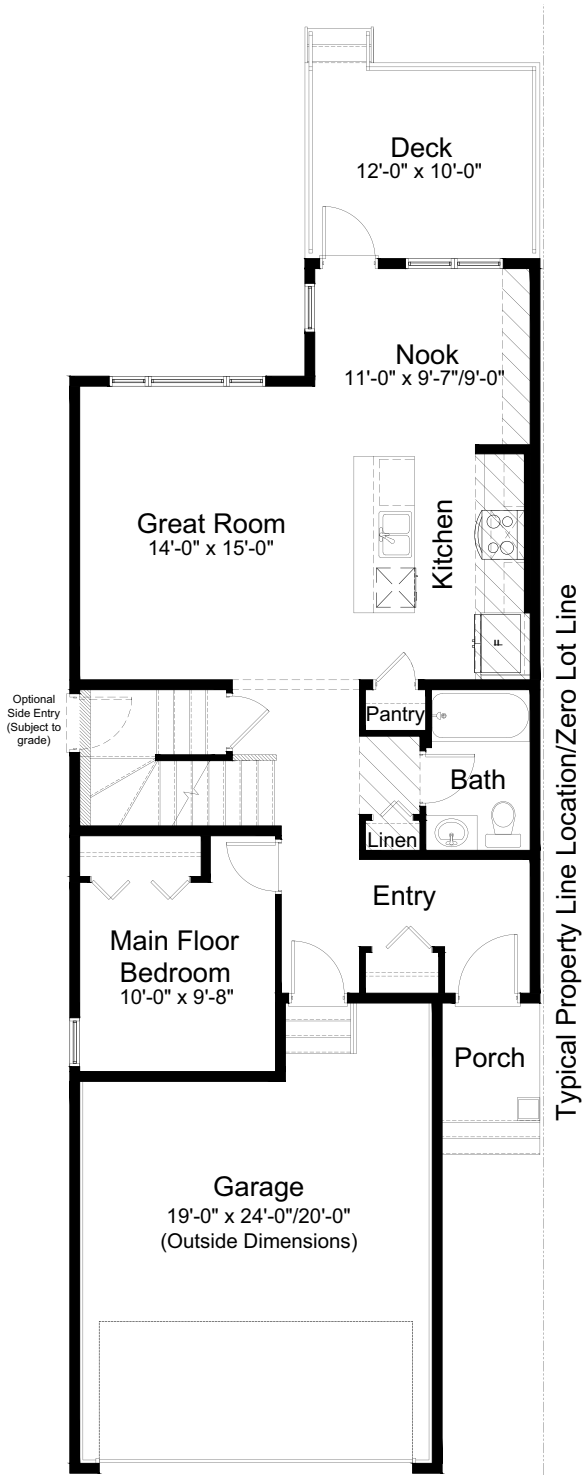 Deck
12'-0" x 10'-0"
Nook
11'-0" x 9'-7"/9'-0"
Great Room
14'-0" x 15'-0"
Kitchen
F
Typical Property Line Location/Zero Lot Line
Optional
Side Entry
(Subject to
grade)
Pantry
Bath
Linen
Entry
Main Floor
Bedroom
10'-0" x 9'-8"
Porch
Garage
19'-0" x 24'-0"/20'-0"
(Outside Dimensions)